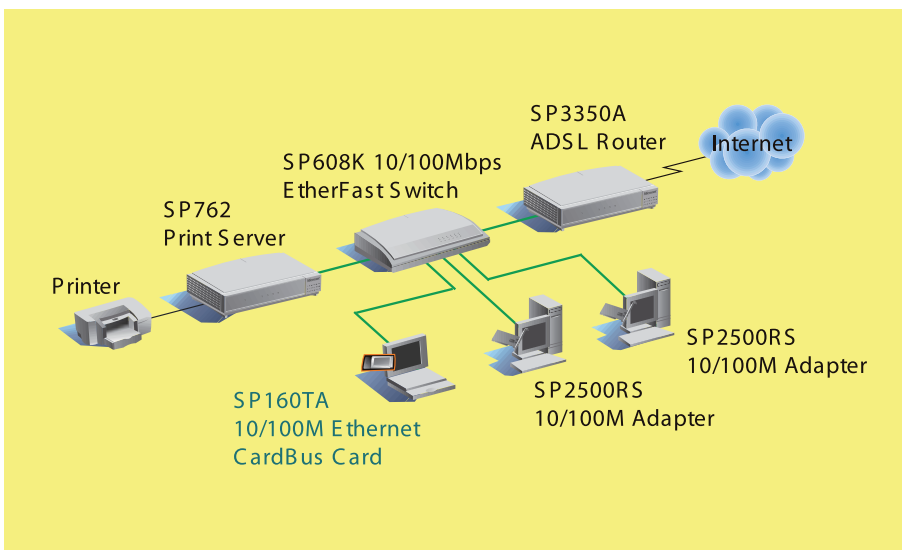 SP3350A
ADSL Router
Internet
SP608K 10/100Mbps
EtherFast Switch
SP762
Print Server
Printer
SP2500RS
10/100M Adapter
SP2500RS
10/100M Adapter
SP160TA
10/100M Ethernet
CardBus Card